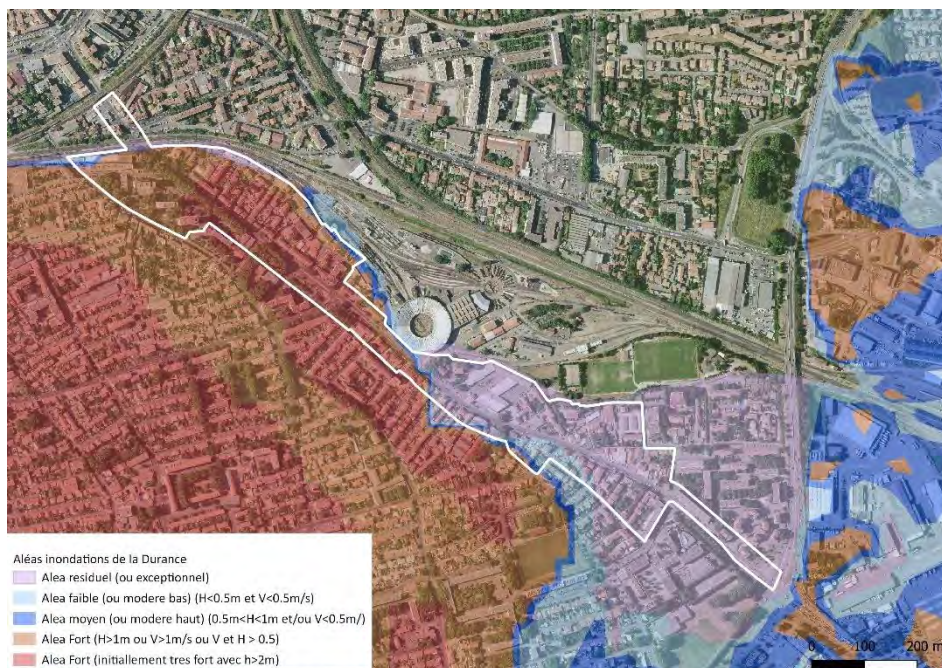 Aléas inondations de la Durance
Alea residuel (ou exceptionnel)
Alea faible (ou modere bas) (H<0.5m et V<0.5m/s)
Alea moyen (ou modere haut) (0.5m<H<1m et/ou V<0.5m/)
Alea Fort (H>1m ou V>1m/s ou V et H > 0.5)
Alea Fort (initiallement tres fort avec h>2m)
0 100 200 m